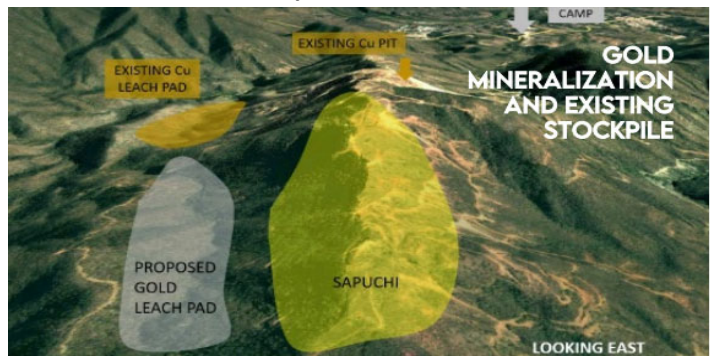 CAMP
EXISTING Cu PIT
GOLD
MINERALIZATION
AND EXISTING
STOCKPILE
EXISTING Cu
LEACH PAD
PROPOSED
GOLD
LEACH PAD
SAPUCHI
LOOKING EAST